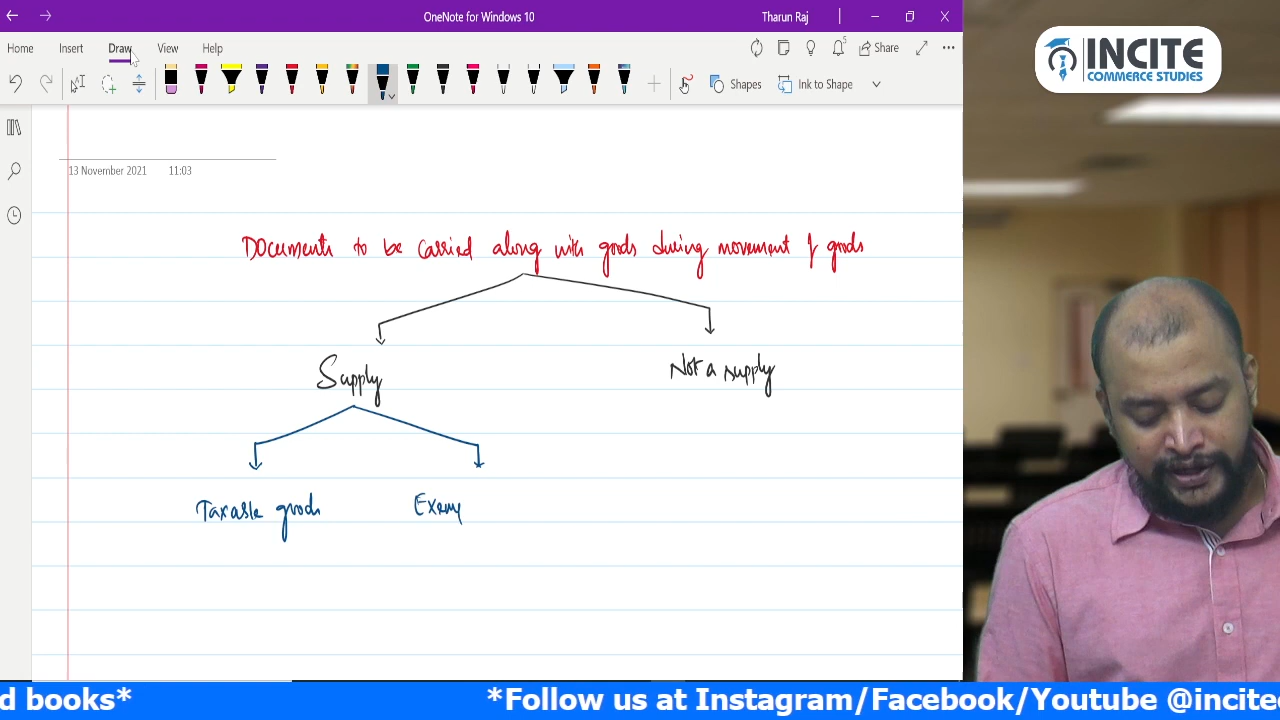 OneNote for Windows 10
Tharun Raj
Home Insert Draw View Help
5
Share
Shapes
Ink to Shape
INCITE
COMMERCE STUDIES
13 November 2021 11:03
Documents to be carried along with goods during movement of goods
Supply
Not a supply
Taxable goods
Exem
d books* *Follow us at Instagram/Facebook/Youtube @incite